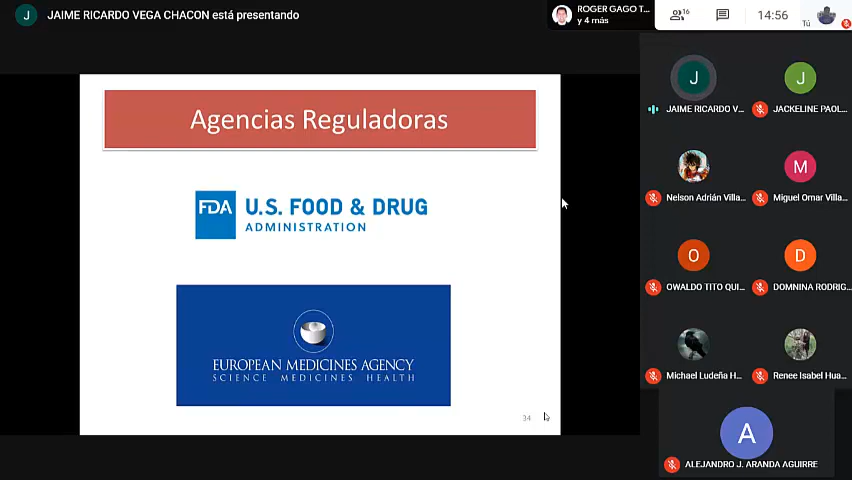 J JAIME RICARDO VEGA CHACON está presentando
ROGER GAGO T...
y 4 más
16
14:56
Tú
Agencias Reguladoras
FDA U.S. FOOD & DRUG
ADMINISTRATION
EUROPEAN MEDICINES AGENCY
SCIENCE MEDICINES HEALTH
34
J
JAIME RICARDO V...
J
JACKELINE PAOL...
Nelson Adrián Villa...
M
Miguel Omar Villa...
O
OWALDO TITO QUI...
D
DOMNINA RODRIG...
Michael Ludeña H...
Renee Isabel Hua...
A
ALEJANDRO J. ARANDA AGUIRRE